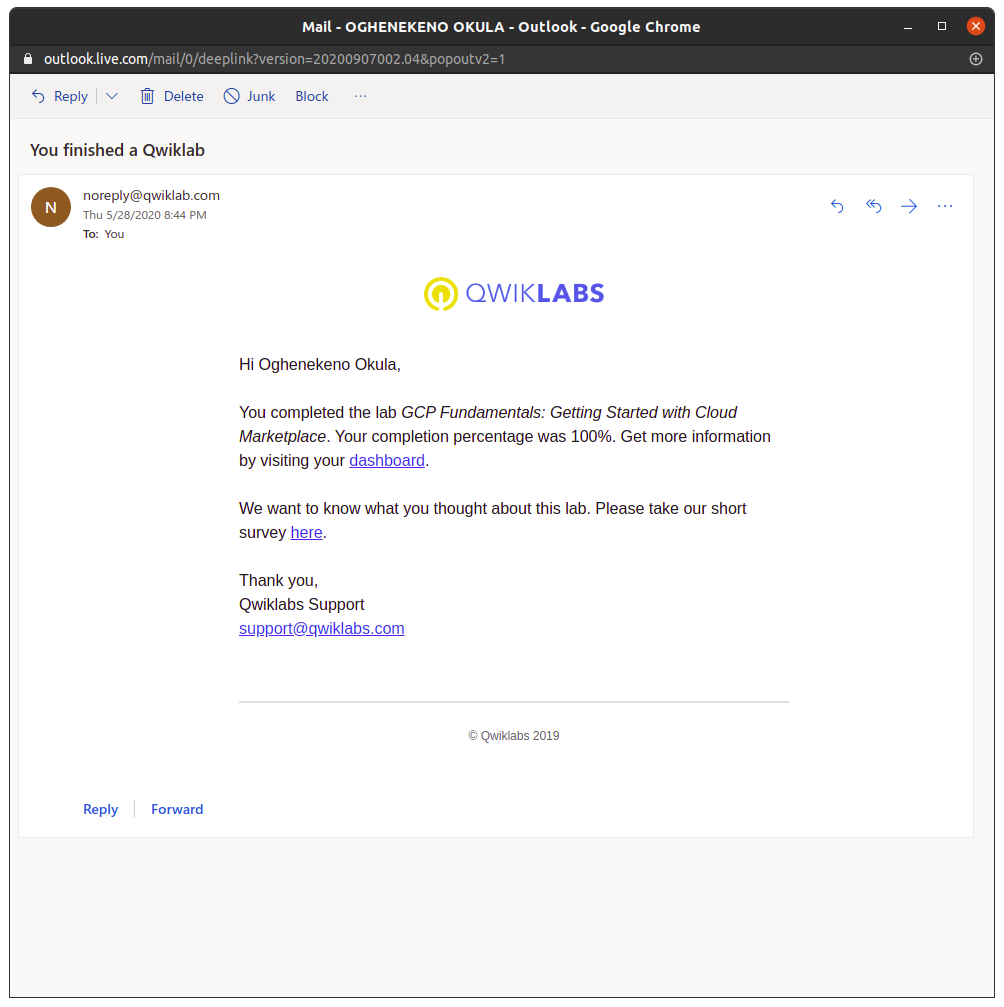 Mail - OGHENEKENO OKULA - Outlook - Google Chrome
outlook.live.com/mail/0/deeplink?version=20200907002.04&popoutv2=1
Reply Delete Junk Block ...
You finished a Qwiklab
N
noreply@qwiklab.com
Thu 5/28/2020 8:44 PM
To: You
QWIKLABS
Hi Oghenekeno Okula,
You completed the lab GCP Fundamentals: Getting Started with Cloud
Marketplace. Your completion percentage was 100%. Get more information
by visiting your dashboard.
We want to know what you thought about this lab. Please take our short
survey here.
Thank you,
Qwiklabs Support
support@qwiklabs.com
© Qwiklabs 2019
Reply Forward